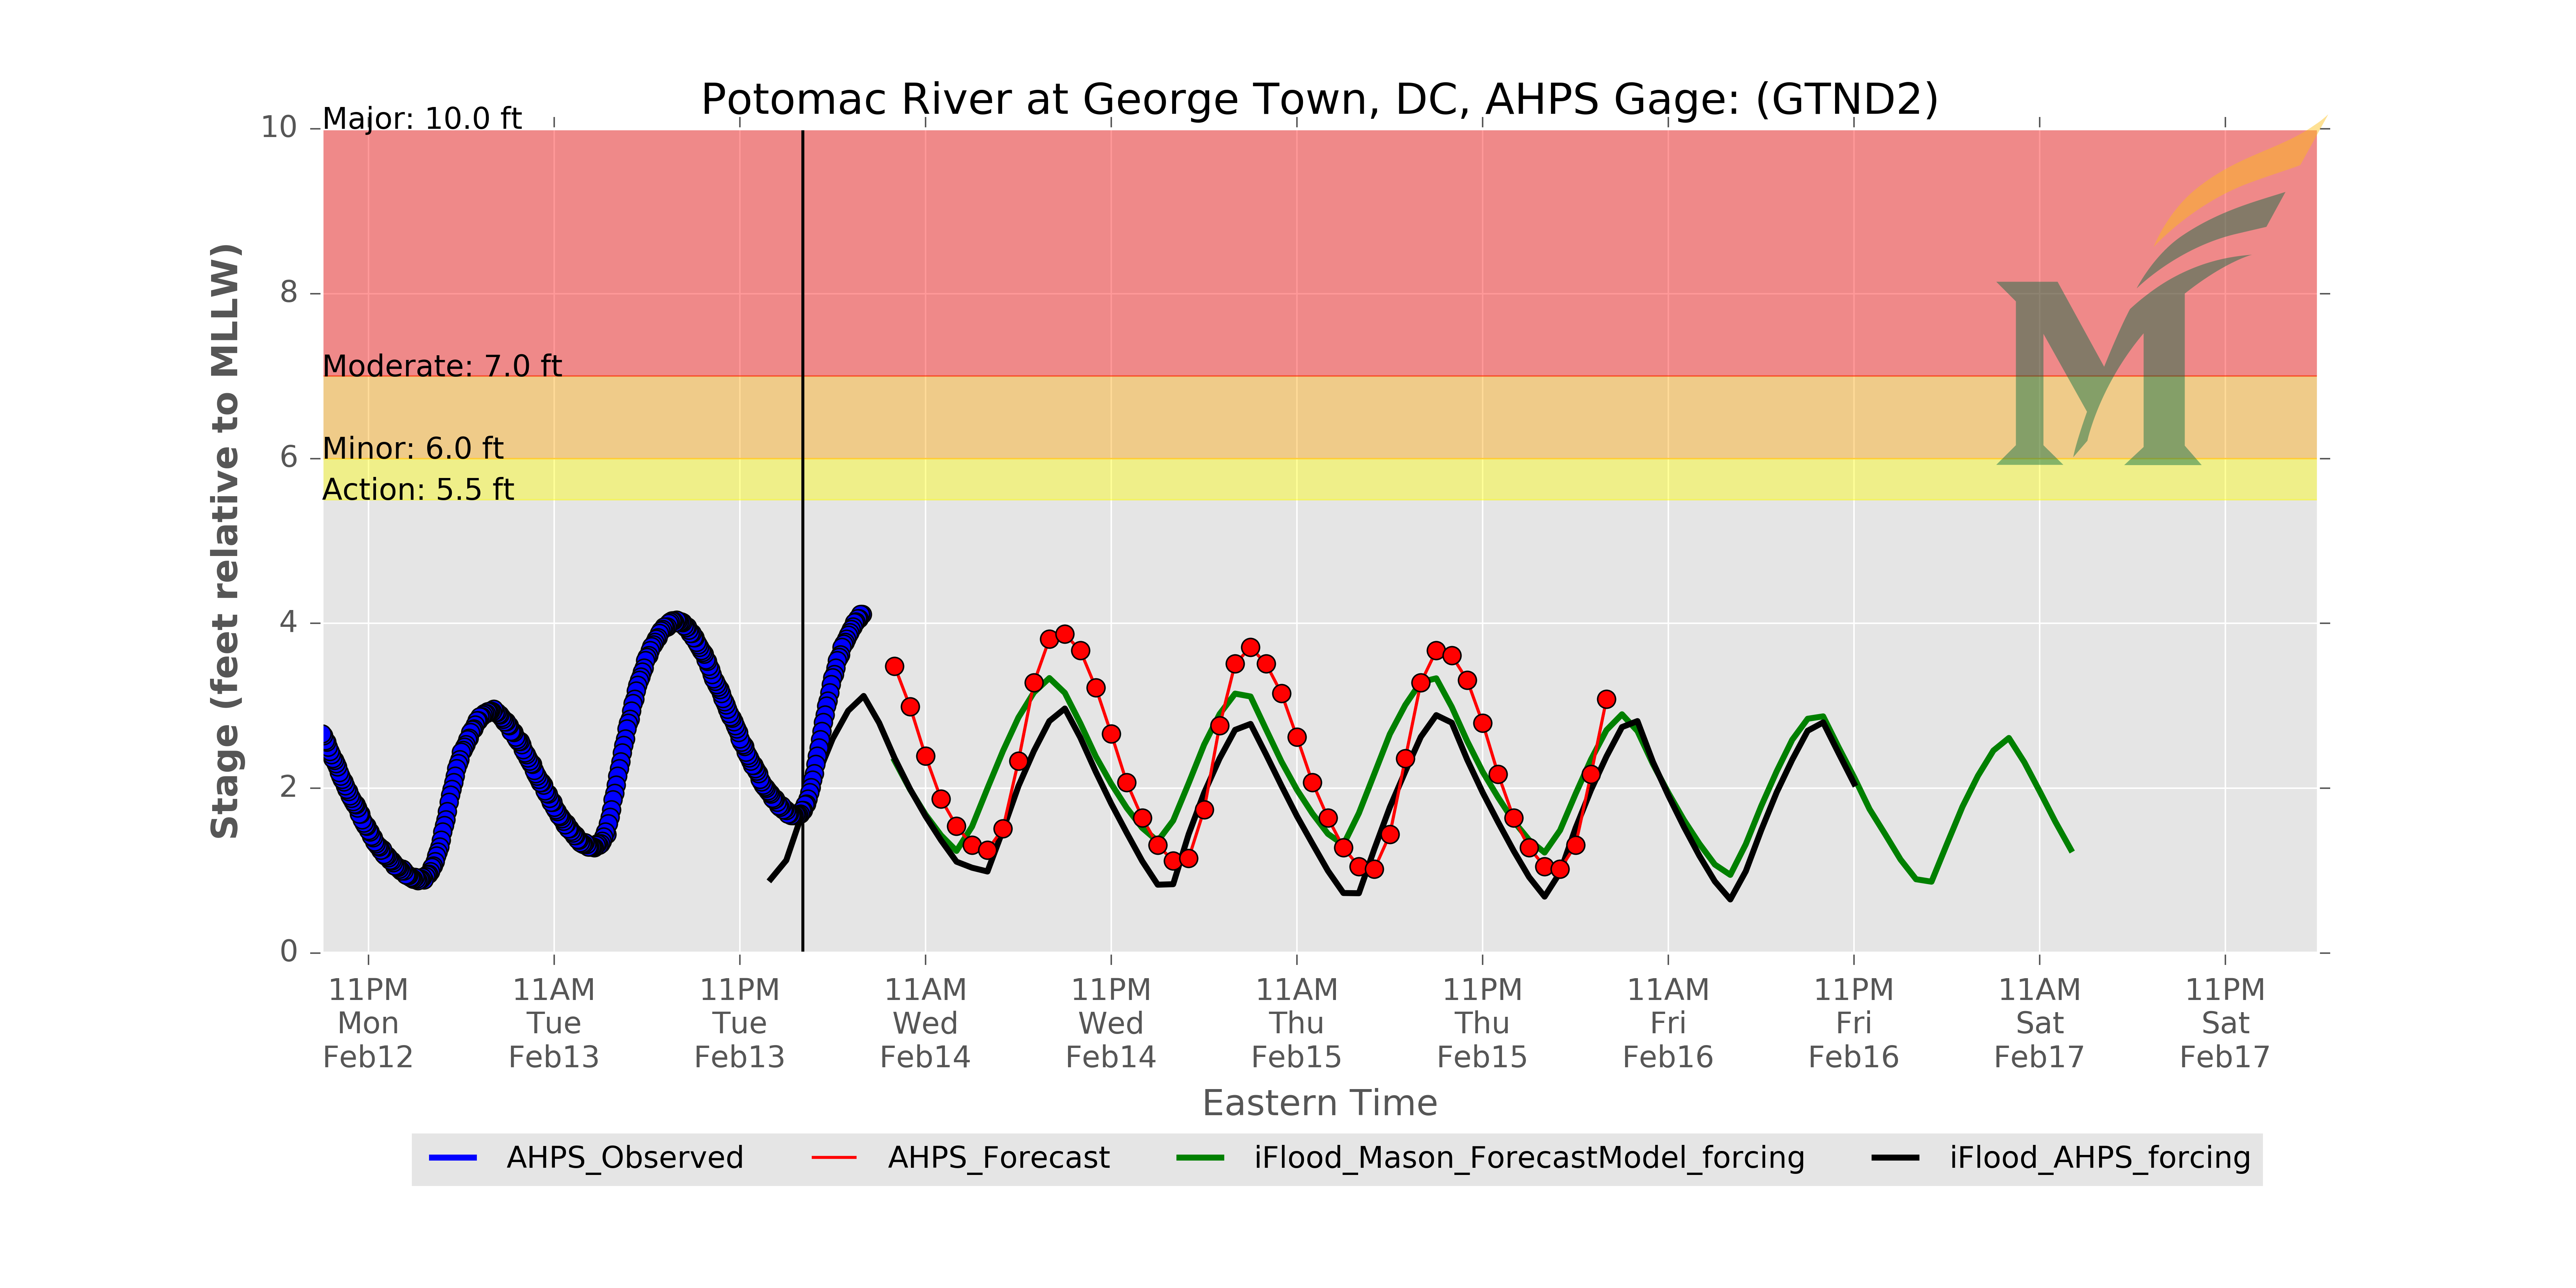 Potomac River at George Town, DC, AHPS Gage: (GTND2)
Major: 10.0 ft
Moderate: 7.0 ft
Minor: 6.0 ft
Action: 5.5 ft
10
8
6
4
2
0
Stage (feet relative to MLLW)
11PM 11AM 11PM 11AM 11PM 11AM 11PM 11AM 11PM 11AM 11PM
Mon Tue Tue Wed Wed Thu Thu Fri Fri Sat Sat
Feb12 Feb13 Feb13 Feb14 Feb14 Feb15 Feb15 Feb16 Feb16 Feb17 Feb17
Eastern Time
AHPS_Observed AHPS_Forecast iFlood_Mason_ForecastModel_forcing iFlood_AHPS_forcing